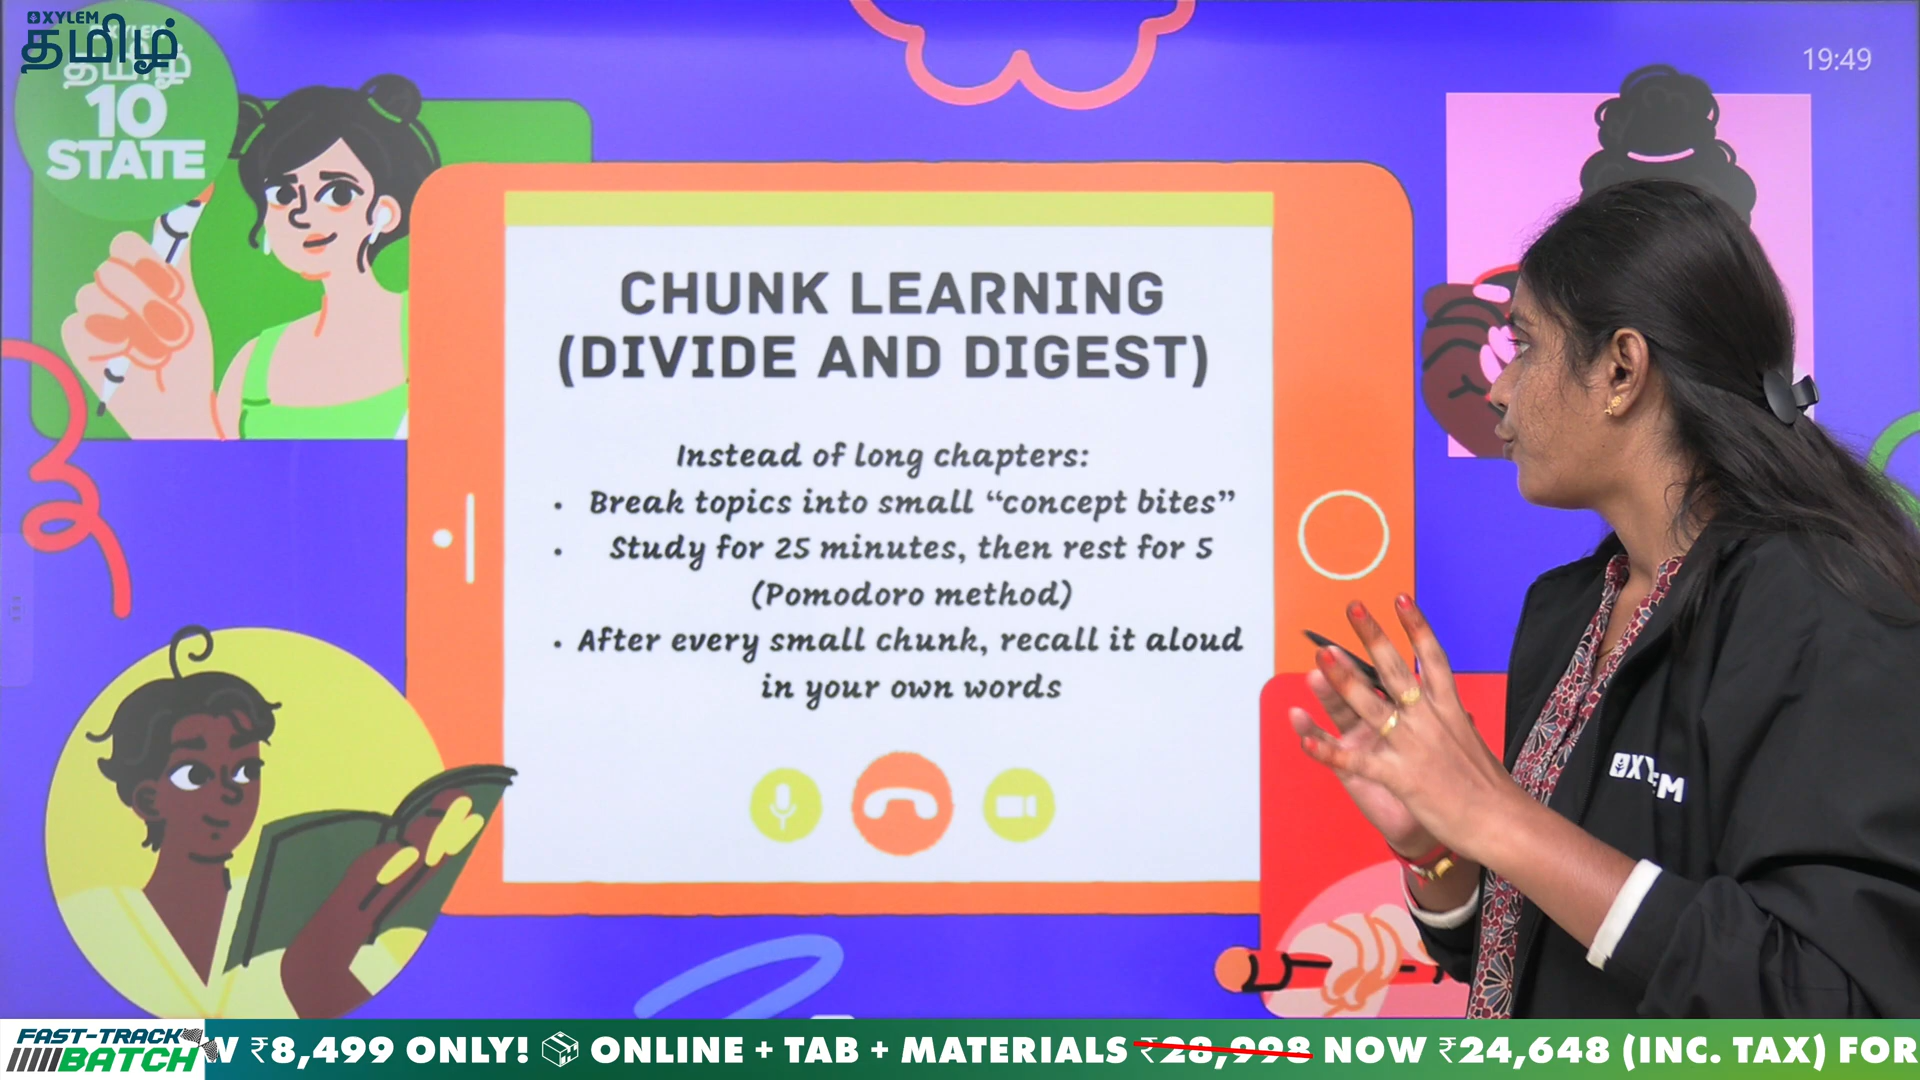 XYLEM
தமிழ்
தமிழ்
10
STATE
19:49
CHUNK LEARNING
(DIVIDE AND DIGEST)
Instead of long chapters:
• Break topics into small “concept bites”
• Study for 25 minutes, then rest for 5
(Pomodoro method)
• After every small chunk, recall it aloud
in your own words
XYLEM
FAST-TRACK
BATCH
W ₹8,499 ONLY! ONLINE + TAB + MATERIALS ₹28,998 NOW ₹24,648 (INC. TAX) FOR